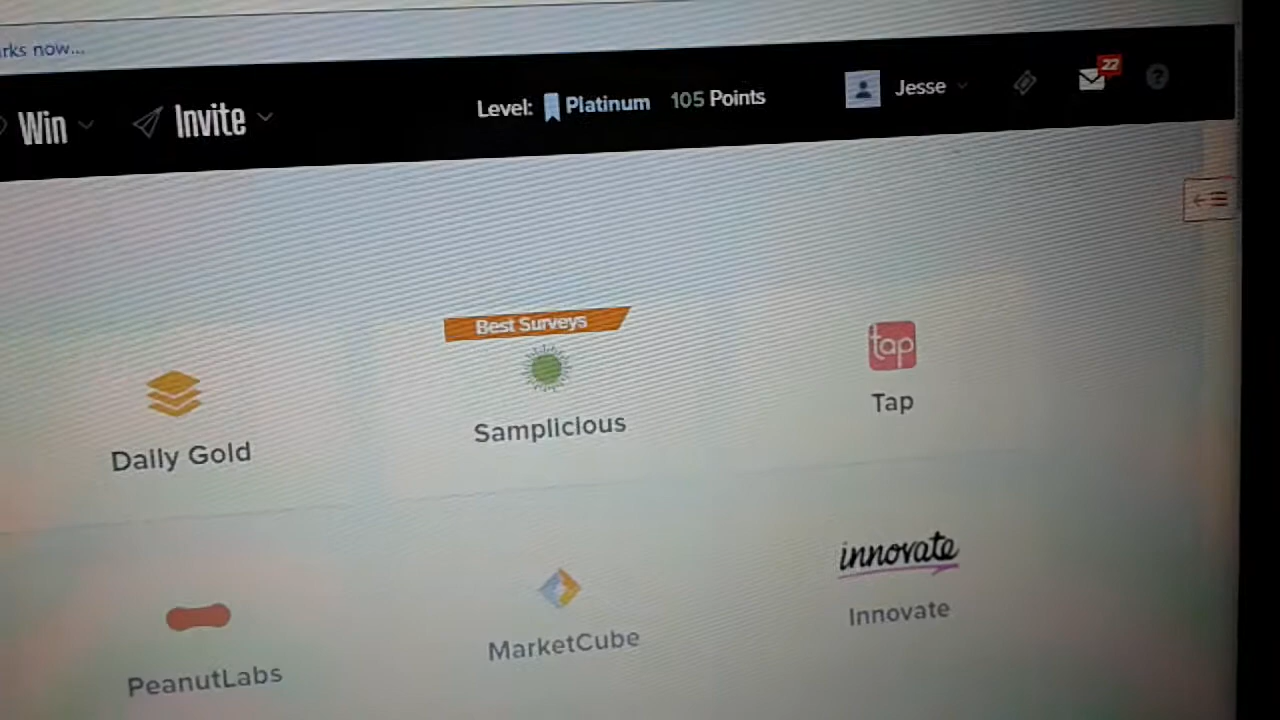 rks now...
Win
Invite
Level: Platinum 105 Points
Jesse
22
?
Best Surveys
tap
Daily Gold
Samplicious
Tap
innovate
PeanutLabs
MarketCube
Innovate